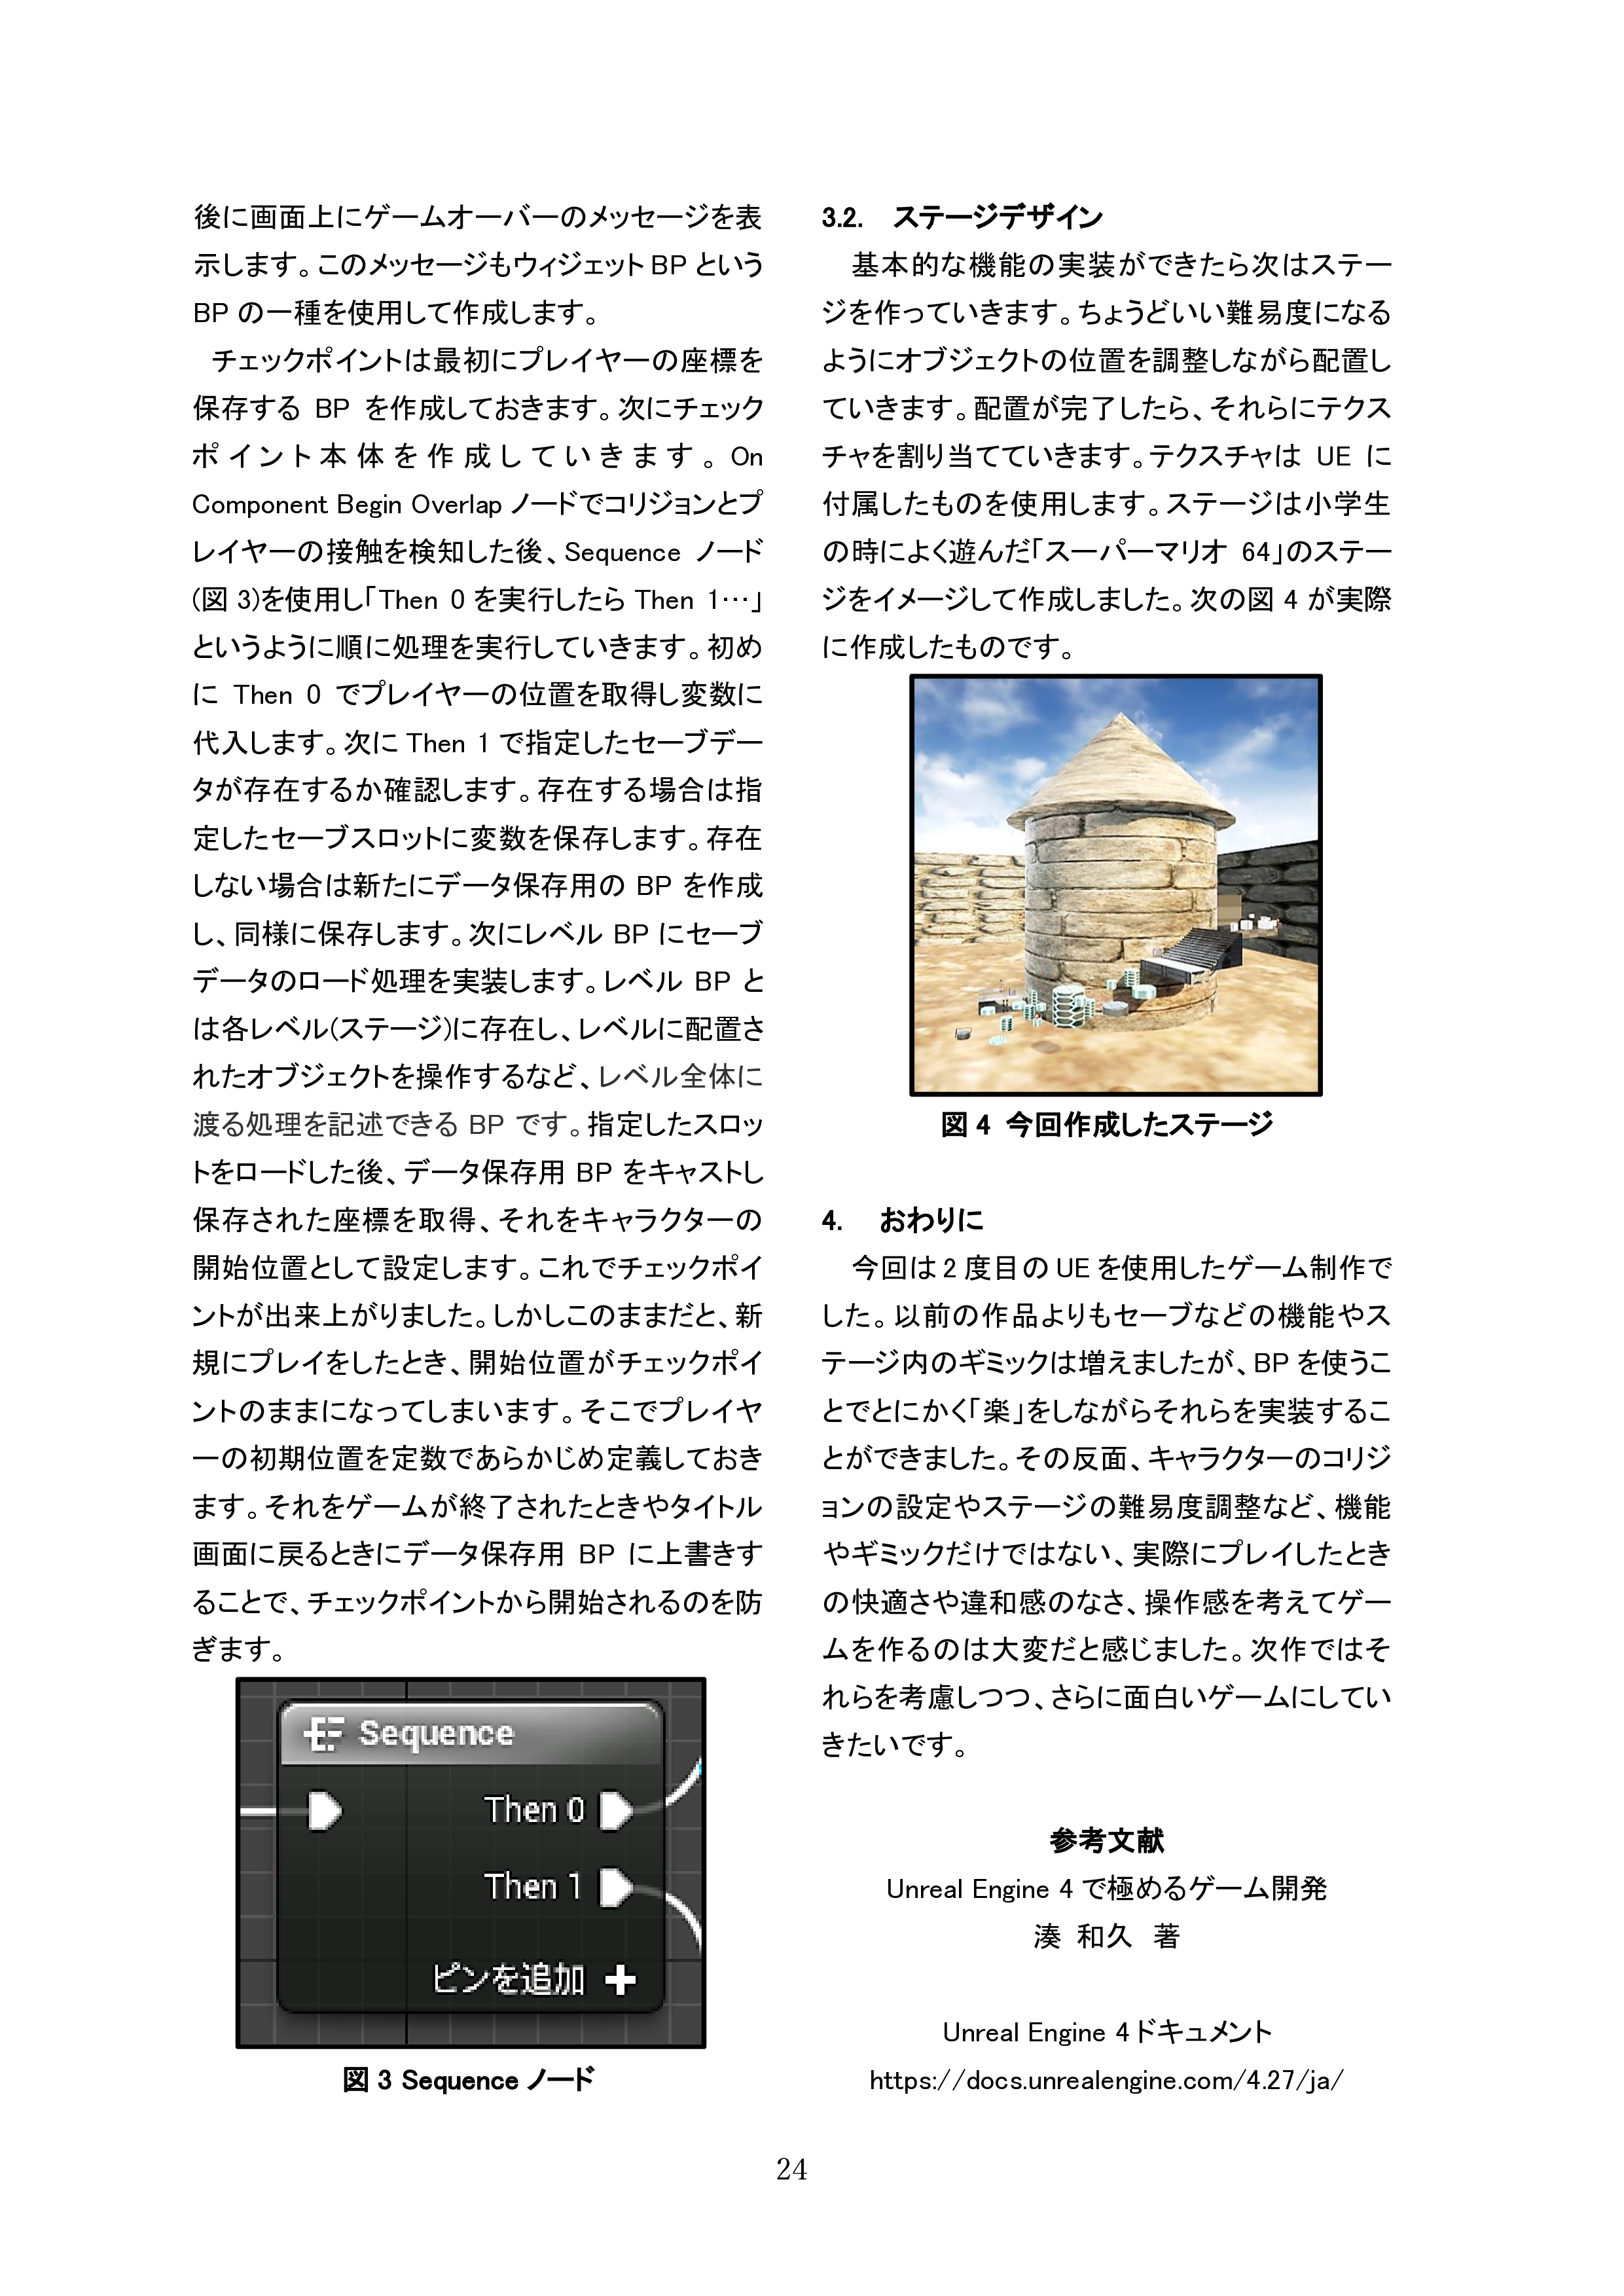 後に画面上にゲームオーバーのメッセージを表
示します。このメッセージもウィジェット BP という
BP の一種を使用して作成します。
チェックポイントは最初にプレイヤーの座標を
保存する BP を作成しておきます。次にチェック
ポイント本体を作成していきます。On
Component Begin Overlap ノードでコリジョンとプ
レイヤーの接触を検知した後、Sequence ノード
(図 3)を使用し「Then 0 を実行したら Then 1…」
というように順に処理を実行していきます。初め
に Then 0 でプレイヤーの位置を取得し変数に
代入します。次に Then 1 で指定したセーブデー
タが存在するか確認します。存在する場合は指
定したセーブスロットに変数を保存します。存在
しない場合は新たにデータ保存用の BP を作成
し、同様に保存します。次にレベル BP にセーブ
データのロード処理を実装します。レベル BP と
は各レベル(ステージ)に存在し、レベルに配置さ
れたオブジェクトを操作するなど、レベル全体に
渡る処理を記述できる BP です。指定したスロッ
トをロードした後、データ保存用 BP をキャストし
保存された座標を取得、それをキャラクターの
開始位置として設定します。これでチェックポイ
ントが出来上がりました。しかしこのままだと、新
規にプレイをしたとき、開始位置がチェックポイ
ントのままになってしまいます。そこでプレイヤ
ーの初期位置を定数であらかじめ定義しておき
ます。それをゲームが終了されたときやタイトル
画面に戻るときにデータ保存用 BP に上書きす
ることで、チェックポイントから開始されるのを防
ぎます。
Sequence
Then 0
Then 1
ピンを追加 +
図 3 Sequence ノード
3.2. ステージデザイン
基本的な機能の実装ができたら次はステー
ジを作っていきます。ちょうどいい難易度になる
ようにオブジェクトの位置を調整しながら配置し
ていきます。配置が完了したら、それらにテクス
チャを割り当てていきます。テクスチャは UE に
付属したものを使用します。ステージは小学生
の時によく遊んだ「スーパーマリオ 64」のステー
ジをイメージして作成しました。次の図 4 が実際
に作成したものです。
図 4 今回作成したステージ
4. おわりに
今回は 2 度目の UE を使用したゲーム制作で
した。以前の作品よりもセーブなどの機能やス
テージ内のギミックは増えましたが、BP を使うこ
とでとにかく「楽」をしながらそれらを実装するこ
とができました。その反面、キャラクターのコリジ
ョンの設定やステージの難易度調整など、機能
やギミックだけではない、実際にプレイしたとき
の快適さや違和感のなさ、操作感を考えてゲー
ムを作るのは大変だと感じました。次作ではそ
れらを考慮しつつ、さらに面白いゲームにしてい
きたいです。
参考文献
Unreal Engine 4 で極めるゲーム開発
湊 和久 著
Unreal Engine 4ドキュメント
https://docs.unrealengine.com/4.27/ja/
24